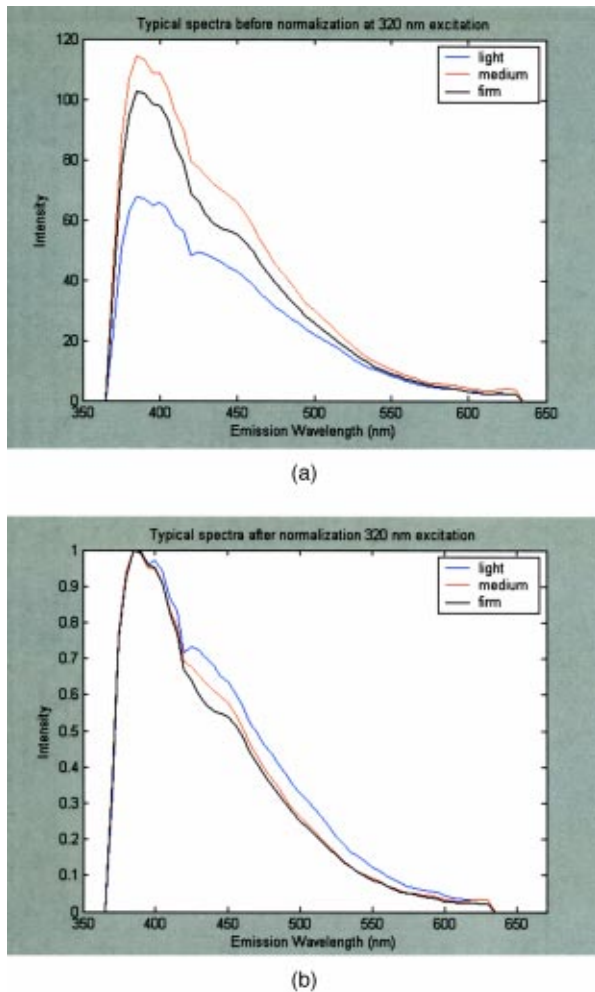 Typical spectra before normalization at 320 nm excitation
120
100
80
60
40
20
0
Intensity
light
medium
firm
350
400
450
500
550
600
650
Emission Wavelength (nm)
(a)
Typical spectra after normalization 320 nm excitation
1
0.9
0.8
0.7
0.6
0.5
0.4
0.3
0.2
0.1
0
Intensity
light
medium
firm
350
400
450
500
550
600
650
Emission Wavelength (nm)
(b)